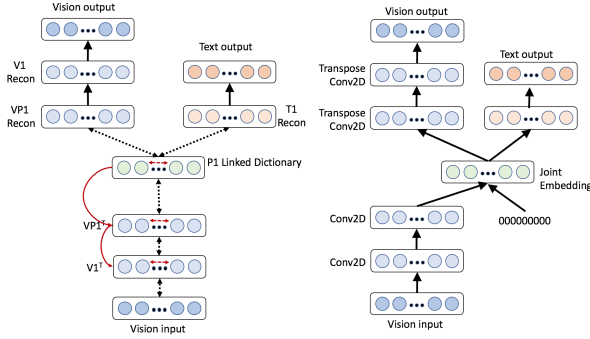 Vision output
V1
Recon
Text output
VP1
Recon
T1
Recon
P1 Linked Dictionary
VP1ᵀ
V1ᵀ
Vision input
Vision output
Transpose
Conv2D
Text output
Transpose
Conv2D
Joint
Embedding
Conv2D
000000000
Conv2D
Vision input